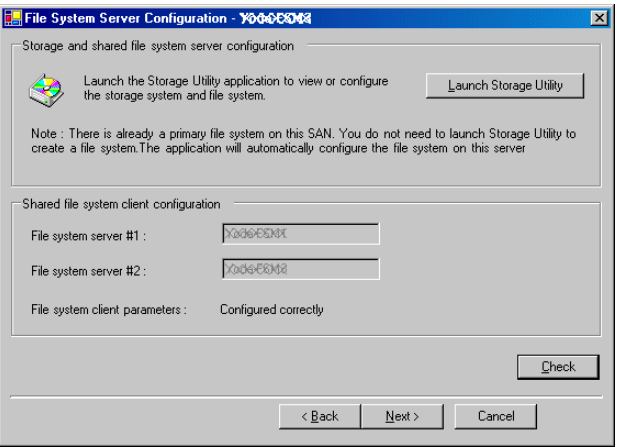 File System Server Configuration -
Storage and shared file system server configuration
Launch the Storage Utility application to view or configure
the storage system and file system.
Launch Storage Utility
Note : There is already a primary file system on this SAN. You do not need to launch Storage Utility to
create a file system.The application will automatically configure the file system on this server
Shared file system client configuration
File system server #1 :
File system server #2 :
File system client parameters : Configured correctly
Check
< Back Next > Cancel